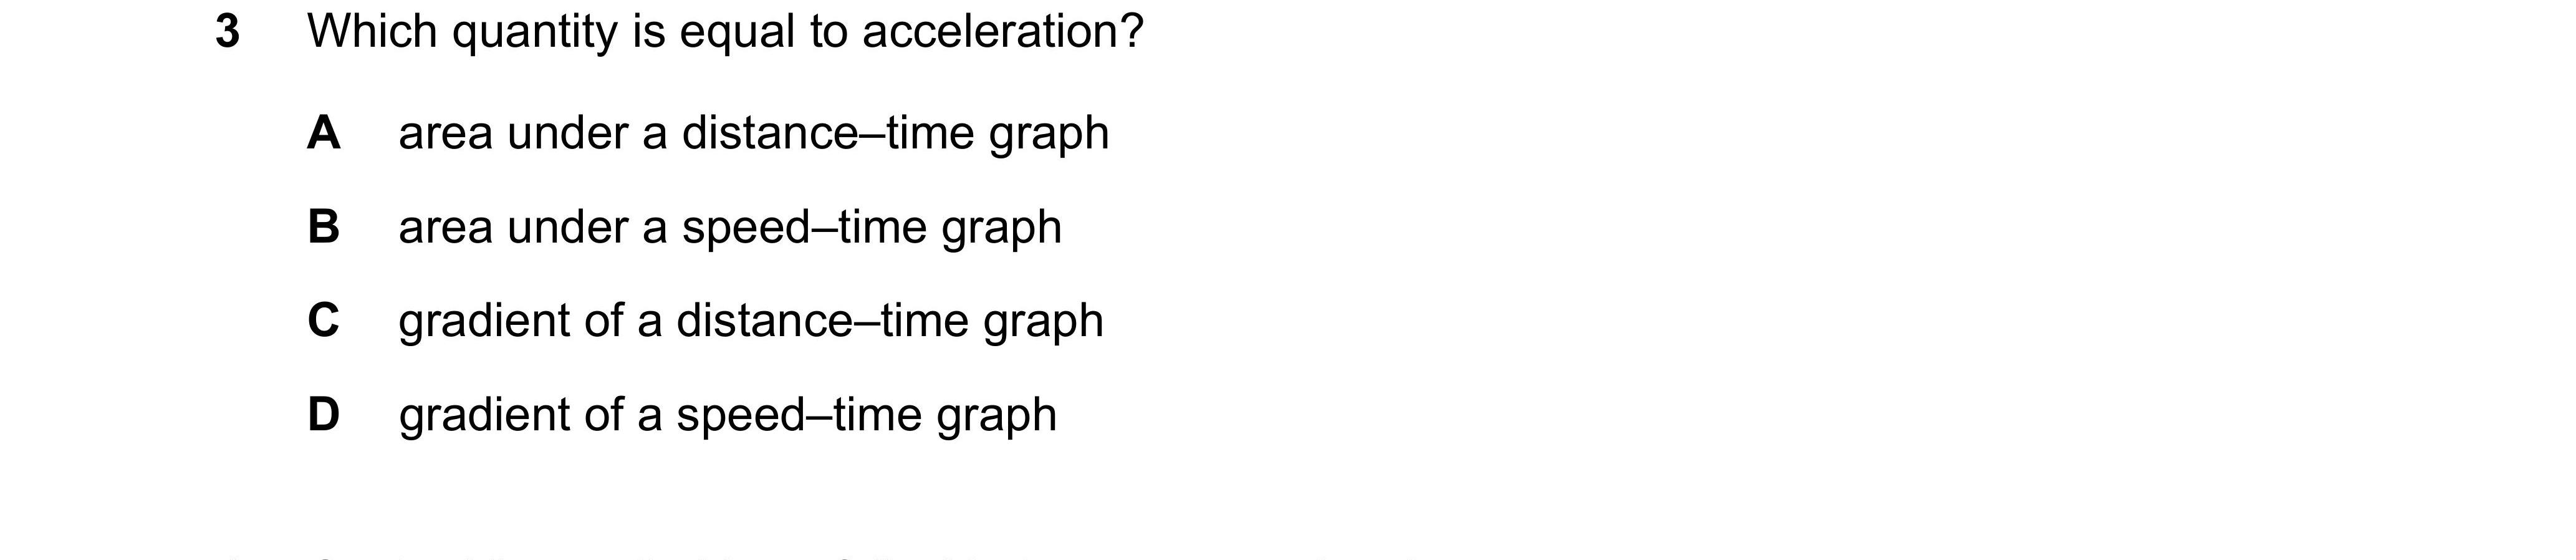 3 Which quantity is equal to acceleration?
A area under a distance–time graph
B area under a speed–time graph
C gradient of a distance–time graph
D gradient of a speed–time graph